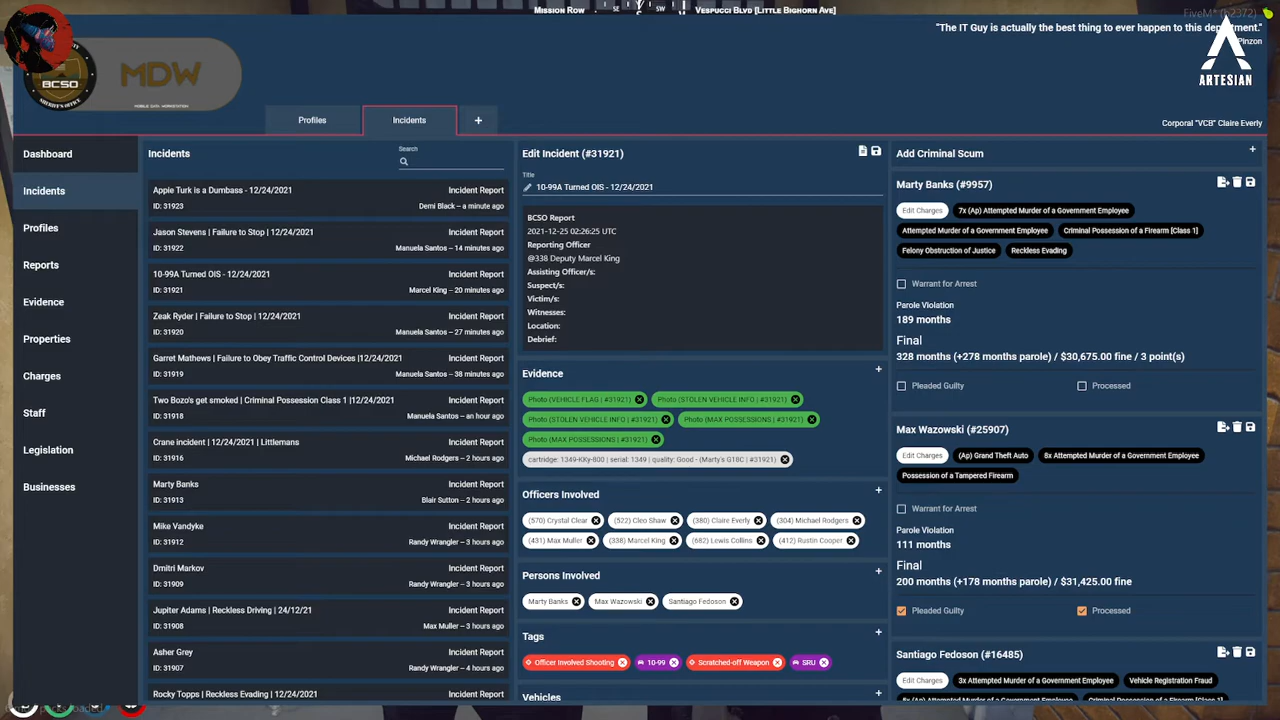 MISSION ROW
SE
SW
VESPUCCI BLVD [LITTLE BIGHORN AVE]
"The IT Guy is actually the best thing to ever happen to this department."
Pinzon
ARTESIAN
BCSO
SHERIFF'S OFFICE
MDW
MOBILE DATA WORKSTATION
Profiles
Incidents
+
Corporal "VCB" Claire Everly
Dashboard
Incidents
Profiles
Reports
Evidence
Properties
Charges
Staff
Legislation
Businesses
Incidents
Search
Appie Turk is a Dumbass - 12/24/2021
Incident Report
ID: 31923
Demi Black – a minute ago
Jason Stevens | Failure to Stop | 12/24/2021
Incident Report
ID: 31922
Manuela Santos – 14 minutes ago
10-99A Turned OIS - 12/24/2021
Incident Report
ID: 31921
Marcel King – 20 minutes ago
Zeak Ryder | Failure to Stop | 12/24/2021
Incident Report
ID: 31920
Manuela Santos – 27 minutes ago
Garret Mathews | Failure to Obey Traffic Control Devices |12/24/2021
Incident Report
ID: 31919
Manuela Santos – 38 minutes ago
Two Bozo's get smoked | Criminal Possession Class 1 |12/24/2021
Incident Report
ID: 31918
Manuela Santos – an hour ago
Crane incident | 12/24/2021 | Littlemans
Incident Report
ID: 31916
Michael Rodgers – 2 hours ago
Marty Banks
Incident Report
ID: 31913
Blair Sutton – 2 hours ago
Mike Vandyke
Incident Report
ID: 31912
Randy Wrangler – 3 hours ago
Dmitri Markov
Incident Report
ID: 31909
Randy Wrangler – 3 hours ago
Jupiter Adams | Reckless Driving | 24/12/21
Incident Report
ID: 31908
Max Muller – 3 hours ago
Asher Grey
Incident Report
ID: 31907
Randy Wrangler – 4 hours ago
Rocky Topps | Reckless Evading | 12/24/2021
Incident Report
Edit Incident (#31921)
Title
10-99A Turned OIS - 12/24/2021
BCSO Report
2021-12-25 02:26:25 UTC
Reporting Officer
@338 Deputy Marcel King
Assisting Officer/s:
Suspect/s:
Victim/s:
Witnesses:
Location:
Debrief:
Evidence
+
Photo (VEHICLE FLAG | #31921)
Photo (STOLEN VEHICLE INFO | #31921)
Photo (STOLEN VEHICLE INFO | #31921)
Photo (MAX POSSESSIONS | #31921)
Photo (MAX POSSESSIONS | #31921)
cartridge: 1349-KKy-800 | serial: 1349 | quality: Good - (Marty's G18C | #31921)
Officers Involved
+
(570) Crystal Clear
(522) Cleo Shaw
(380) Claire Everly
(304) Michael Rodgers
(431) Max Muller
(338) Marcel King
(682) Lewis Collins
(412) Rustin Cooper
Persons Involved
+
Marty Banks
Max Wazowski
Santiago Fedoson
Tags
+
Officer Involved Shooting
10-99
Scratched-off Weapon
SRU
Vehicles
+
Add Criminal Scum
+
Marty Banks (#9957)
Edit Charges
7x (Ap) Attempted Murder of a Government Employee
Attempted Murder of a Government Employee
Criminal Possession of a Firearm [Class 1]
Felony Obstruction of Justice
Reckless Evading
Warrant for Arrest
Parole Violation
189 months
Final
328 months (+278 months parole) / $30,675.00 fine / 3 point(s)
Pleaded Guilty
Processed
Max Wazowski (#25907)
Edit Charges
(Ap) Grand Theft Auto
8x Attempted Murder of a Government Employee
Possession of a Tampered Firearm
Warrant for Arrest
Parole Violation
111 months
Final
200 months (+178 months parole) / $31,425.00 fine
Pleaded Guilty
Processed
Santiago Fedoson (#16485)
Edit Charges
3x Attempted Murder of a Government Employee
Vehicle Registration Fraud
8x (Ap) Attempted Murder of a Government Employee
Criminal Possession of a Firearm [Class 1]